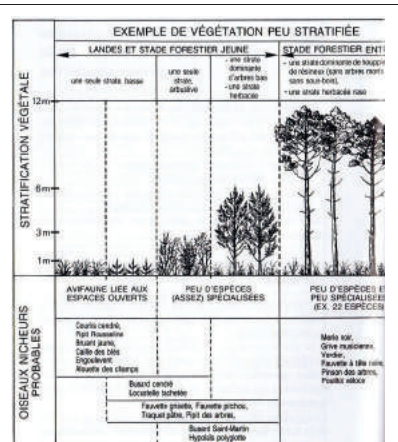 EXEMPLE DE VÉGÉTATION PEU STRATIFIÉE
LANDES ET STADE FORESTIER JEUNE
STADE FORESTIER
une seule strate basse
une seule
strate,
arbustive
- une strate
dominante
d'arbres bas
- une strate
herbacée
- une strate dominante de
de résineux (sans arbres morts
sans sous-bois),
- une strate herbacée rase
STRATIFICATION VÉGÉTALE
12m
6m
3m
1m
OISEAUX NICHEURS
PROBABLES
AVIFAUNE LIÉE AUX
ESPACES OUVERTS
PEU D'ESPÈCES
(ASSEZ) SPÉCIALISÉES
PEU D'ESPÈCES
PEU SPÉCIALISÉES
(EX. 22 ESPÈCES)
Courlis cendré,
Pipit Rousseline
Bruant jaune,
Caille des blés
Engoulevent
Alouette des champs
Merle noir,
Grive musicienne,
Verdier,
Fauvette à tête noire,
Pinson des arbres,
Pouillot véloce
Busard cendré
Locustelle tachetée
Fauvette grisette, Fauvette pitchou,
Traquet pâtre, Pipit des arbres,
Busard Saint-Martin
Hypolaïs polyglotte